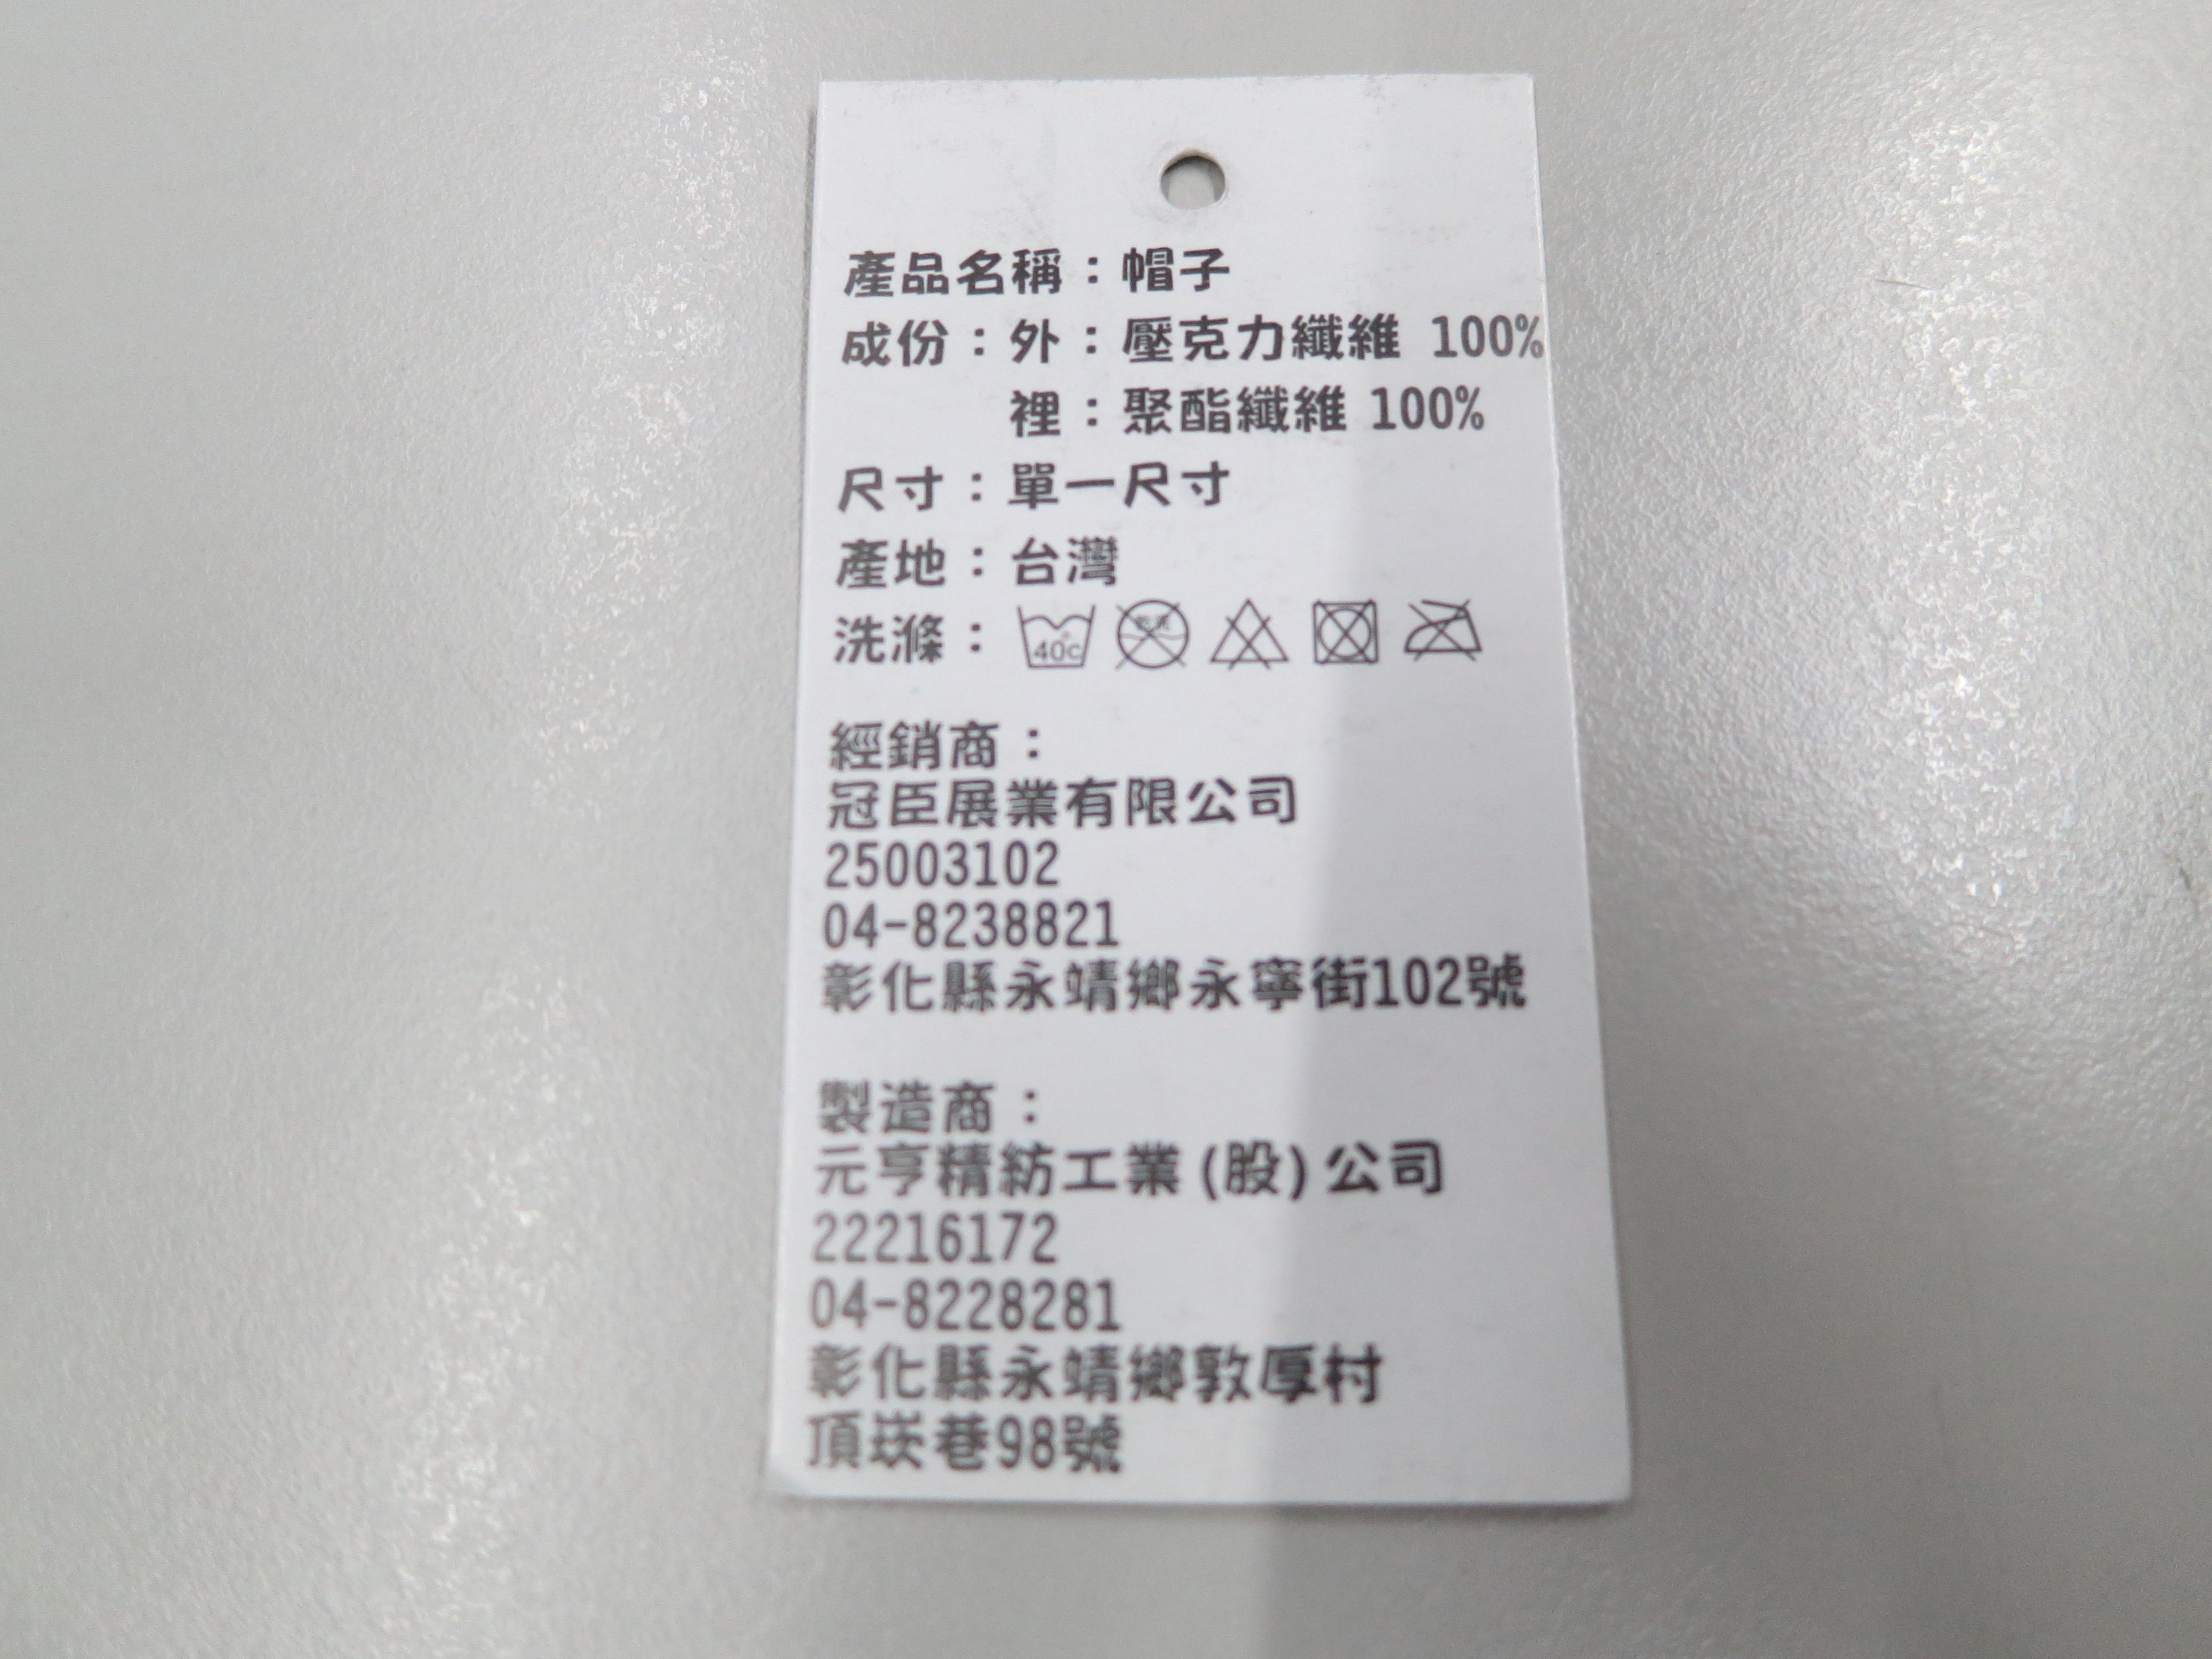 產品名稱：帽子
成份：外：壓克力纖維 100%
裡：聚酯纖維 100%
尺寸：單一尺寸
產地：台灣
洗滌：40c
經銷商：
冠臣展業有限公司
25003102
04-8238821
彰化縣永靖鄉永寧街102號
製造商：
元亨精紡工業(股)公司
22216172
04-8228281
彰化縣永靖鄉敦厚村
頂崁巷98號